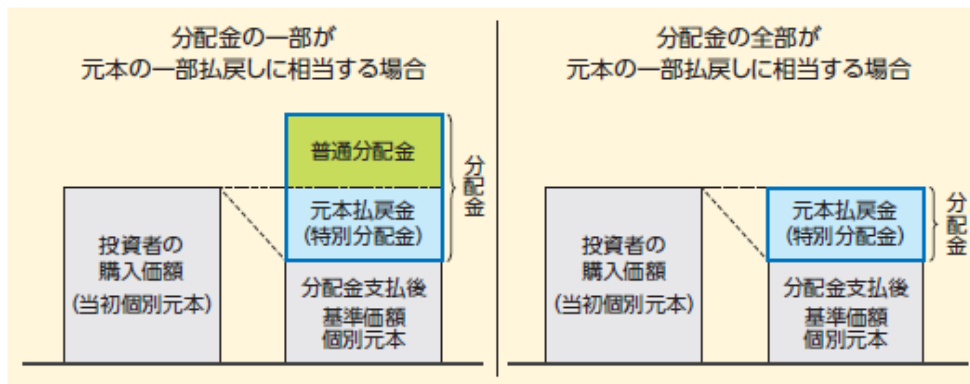 分配金の一部が
元本の一部払戻しに相当する場合
普通分配金
元本払戻金
(特別分配金)
分配金
投資者の
購入価額
(当初個別元本)
分配金支払後
基準価額
個別元本
分配金の全部が
元本の一部払戻しに相当する場合
元本払戻金
(特別分配金)
分配金
投資者の
購入価額
(当初個別元本)
分配金支払後
基準価額
個別元本